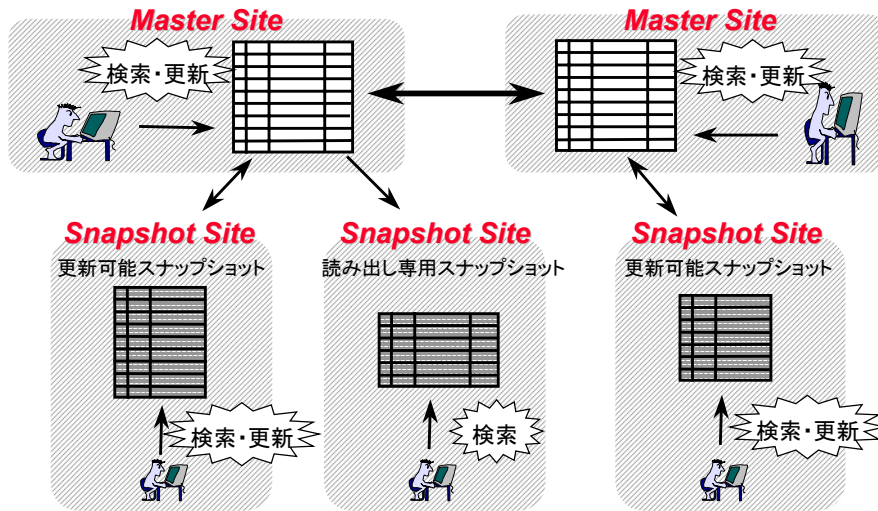 Master Site
Master Site
検索・更新
検索・更新
Snapshot Site
Snapshot Site
Snapshot Site
更新可能スナップショット
読み出し専用スナップショット
更新可能スナップショット
検索・更新
検索
検索・更新